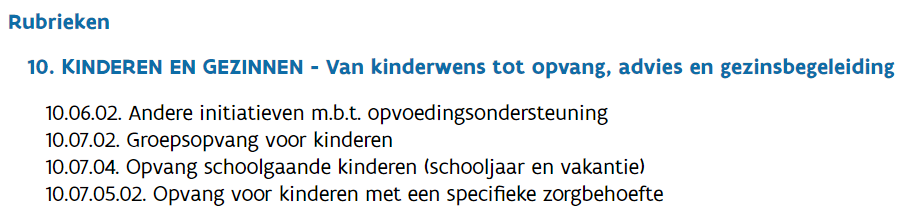 Rubrieken
10. KINDEREN EN GEZINNEN - Van kinderwens tot opvang, advies en gezinsbegeleiding
10.06.02. Andere initiatieven m.b.t. opvoedingsondersteuning
10.07.02. Groepsopvang voor kinderen
10.07.04. Opvang schoolgaande kinderen (schooljaar en vakantie)
10.07.05.02. Opvang voor kinderen met een specifieke zorgbehoefte